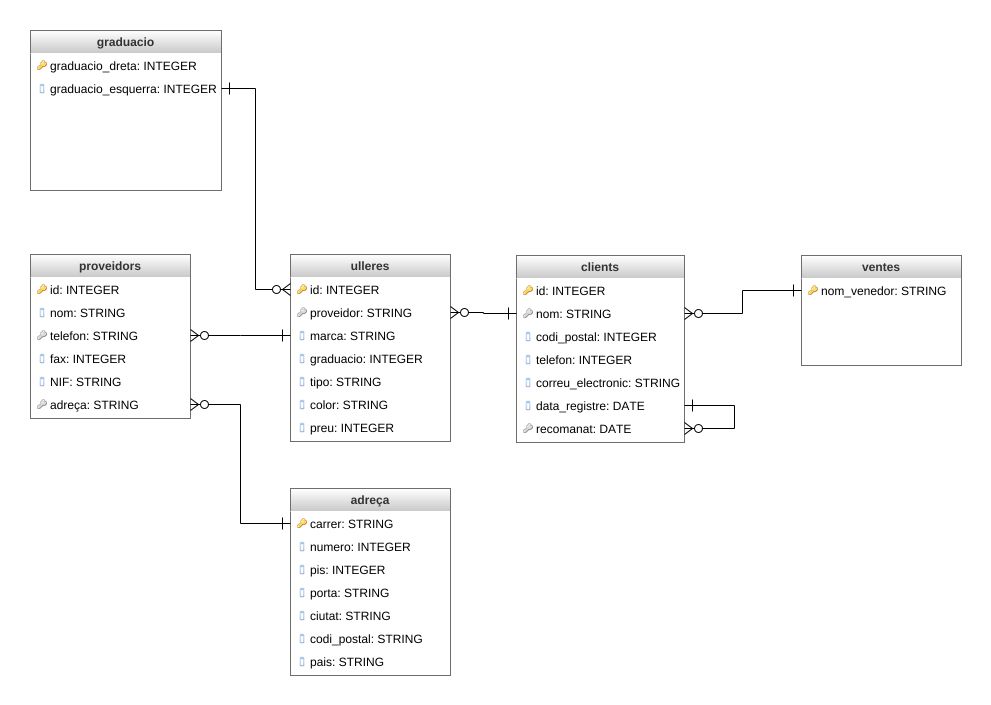 graduacio
graduacio_dreta: INTEGER
graduacio_esquerra: INTEGER
proveidors
id: INTEGER
nom: STRING
telefon: STRING
fax: INTEGER
NIF: STRING
adreça: STRING
ulleres
id: INTEGER
proveidor: STRING
marca: STRING
graduacio: INTEGER
tipo: STRING
color: STRING
preu: INTEGER
clients
id: INTEGER
nom: STRING
codi_postal: INTEGER
telefon: INTEGER
correu_electronic: STRING
data_registre: DATE
recomanat: DATE
ventes
nom_venedor: STRING
adreça
carrer: STRING
numero: INTEGER
pis: INTEGER
porta: STRING
ciutat: STRING
codi_postal: STRING
pais: STRING